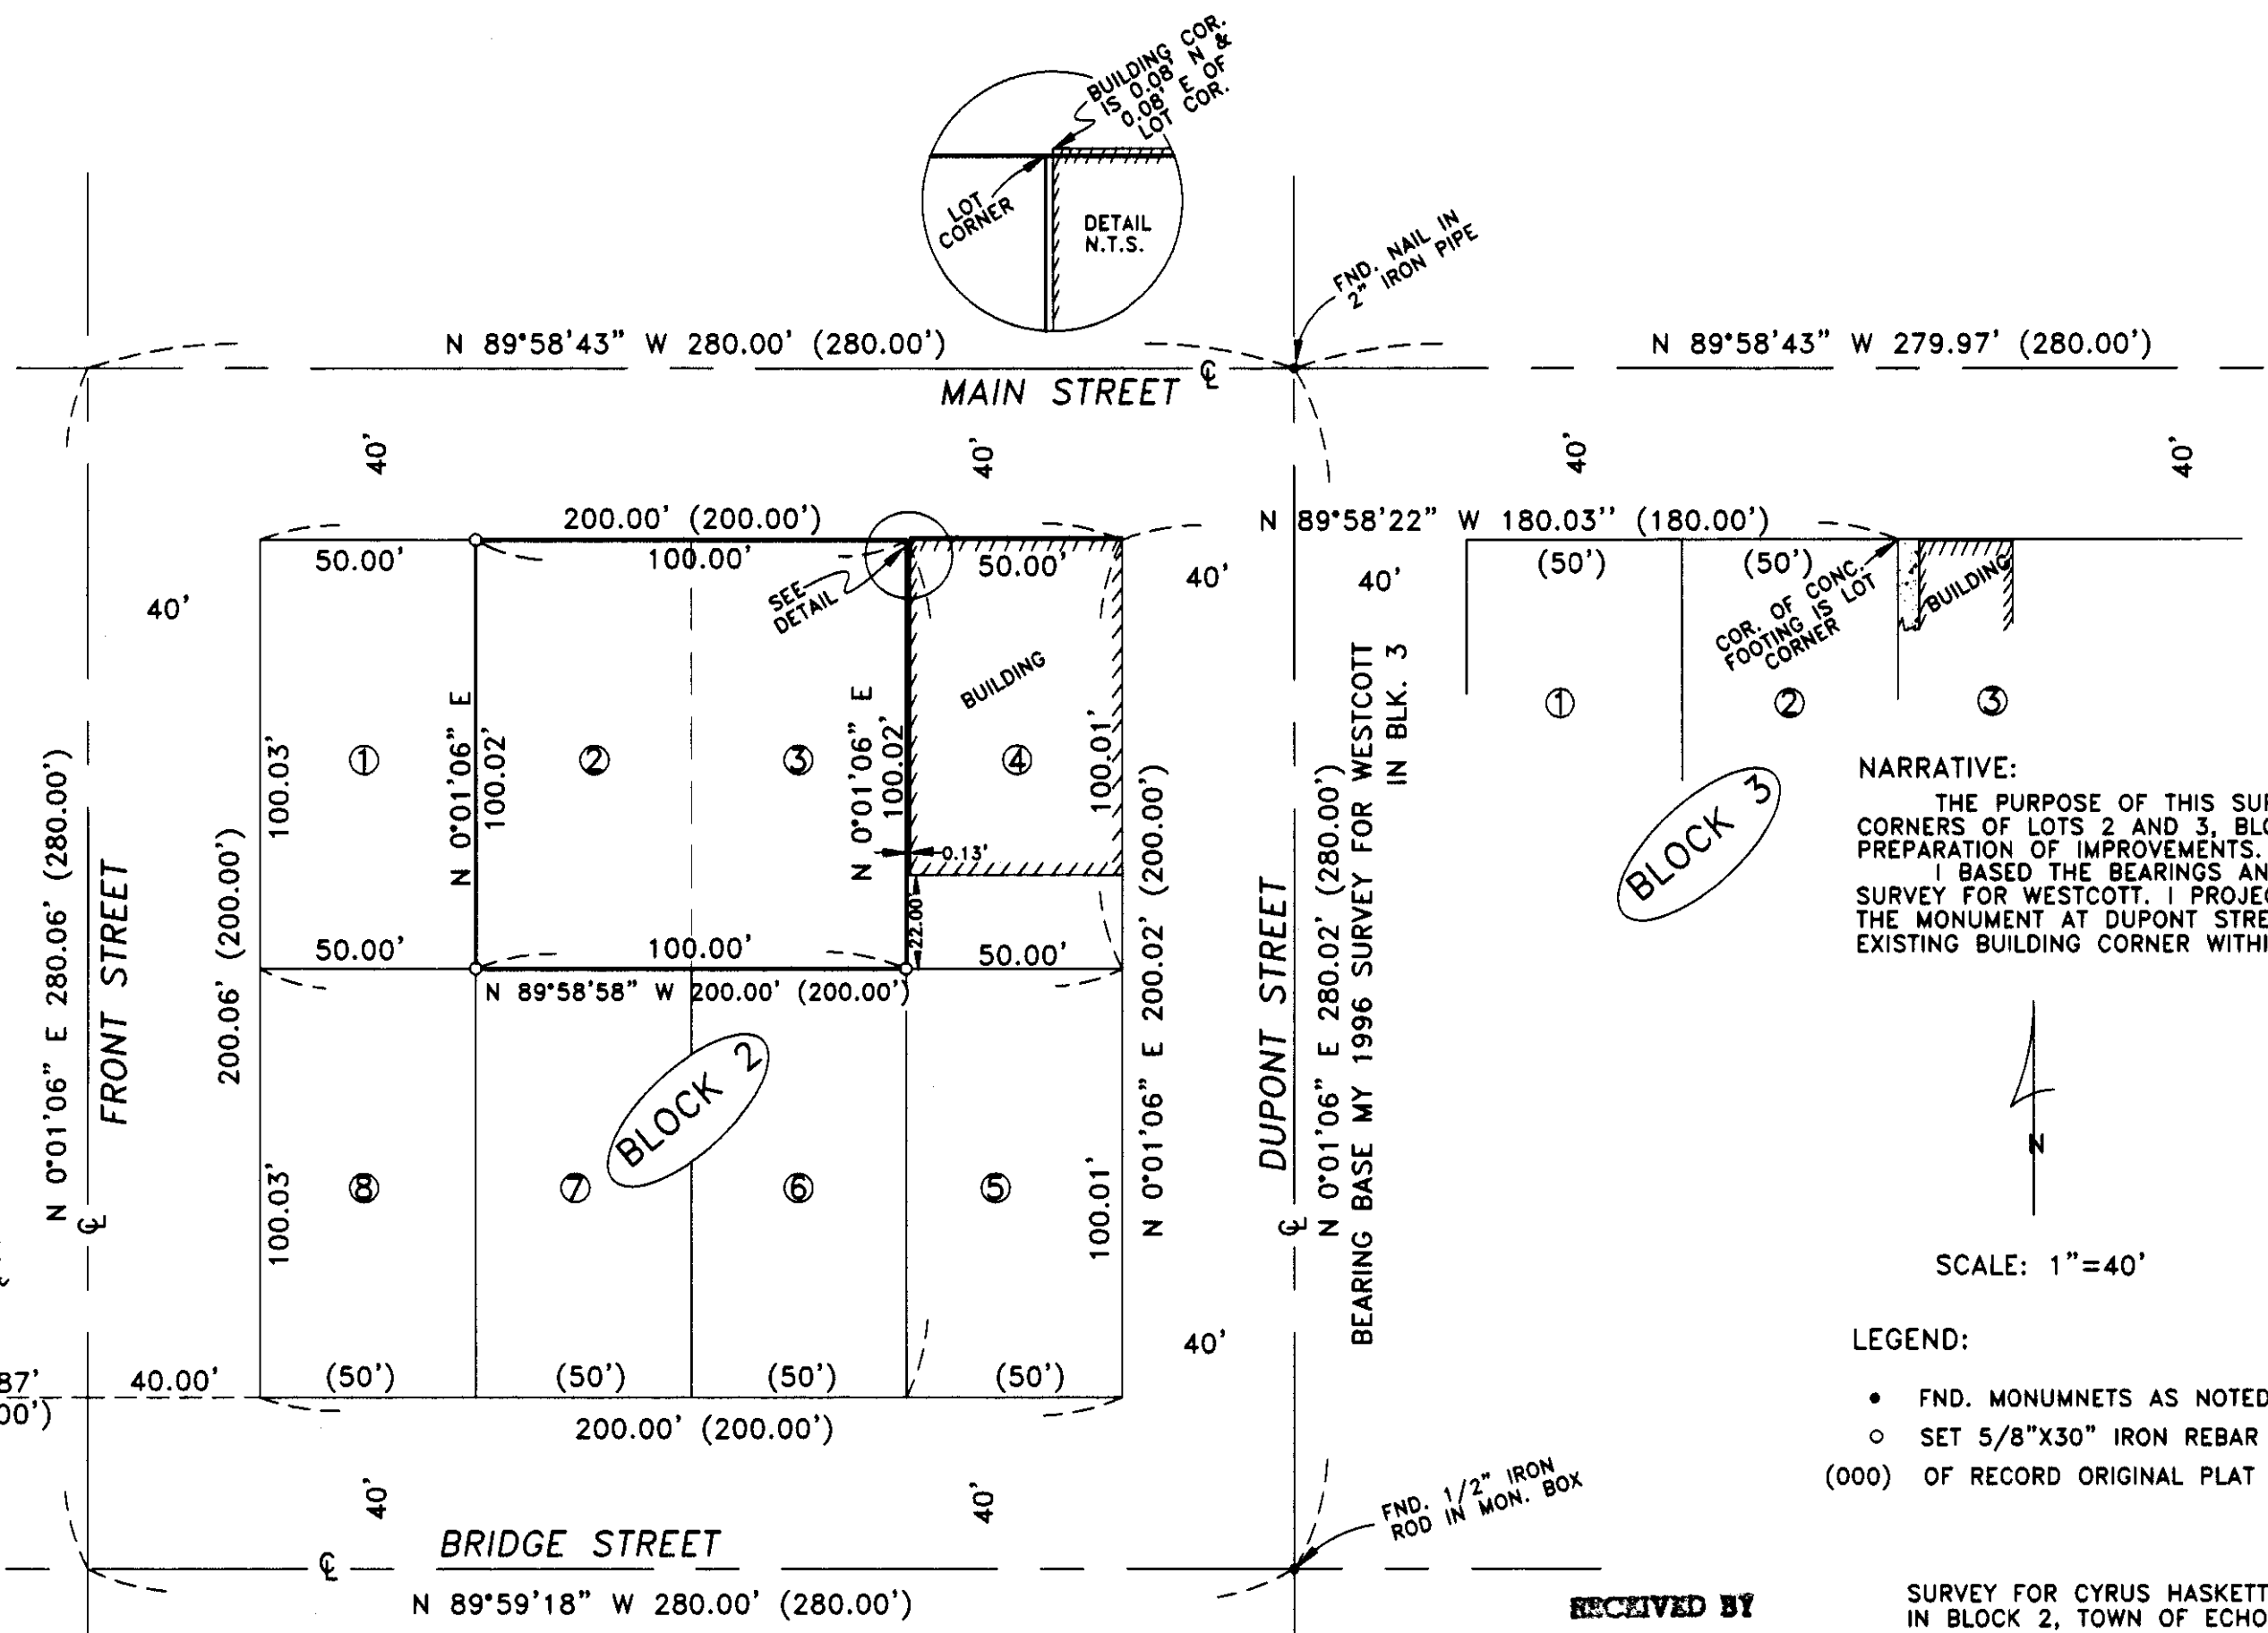 BUILDING COR.
IS 0.08' N &
0.08' E OF
LOT COR.
LOT
CORNER
DETAIL
N.T.S.
FND. NAIL IN
2" IRON PIPE
N 89°58'43" W 280.00' (280.00')
N 89°58'43" W 279.97' (280.00')
MAIN STREET ℄
40'
40'
40'
40'
200.00' (200.00')
N 89°58'22" W 180.03'' (180.00')
50.00'
100.00'
50.00'
40'
40'
(50')
(50')
40'
SEE
DETAIL
COR. OF CONC.
FOOTING IS LOT
CORNER
BUILDING
BUILDING
100.03'
①
N 0°01'06" E
100.02'
②
③
N 0°01'06" E
100.02'
④
100.01'
①
②
③
0.13'
22.00'
BLOCK 3
NARRATIVE:
THE PURPOSE OF THIS SUR
CORNERS OF LOTS 2 AND 3, BLO
PREPARATION OF IMPROVEMENTS.
I BASED THE BEARINGS AN
SURVEY FOR WESTCOTT. I PROJEC
THE MONUMENT AT DUPONT STRE
EXISTING BUILDING CORNER WITHI
N 0°01'06" E 280.06' (280.00')
℄
FRONT STREET
200.06' (200.00')
50.00'
100.00'
50.00'
N 89°58'58" W 200.00' (200.00')
BLOCK 2
N 0°01'06" E 200.02' (200.00')
DUPONT STREET
℄
N 0°01'06" E 280.02' (280.00')
BEARING BASE MY 1996 SURVEY FOR WESTCOTT
IN BLK. 3
N
100.03'
⑧
⑦
⑥
⑤
100.01'
SCALE: 1"=40'
40'
LEGEND:
87'
00')
40.00'
(50')
(50')
(50')
(50')
200.00' (200.00')
● FND. MONUMNETS AS NOTED
○ SET 5/8"X30" IRON REBAR
(000) OF RECORD ORIGINAL PLAT
40'
40'
FND. 1/2" IRON
ROD IN MON. BOX
BRIDGE STREET
℄
N 89°59'18" W 280.00' (280.00')
RECEIVED BY
SURVEY FOR CYRUS HASKETT
IN BLOCK 2, TOWN OF ECHO